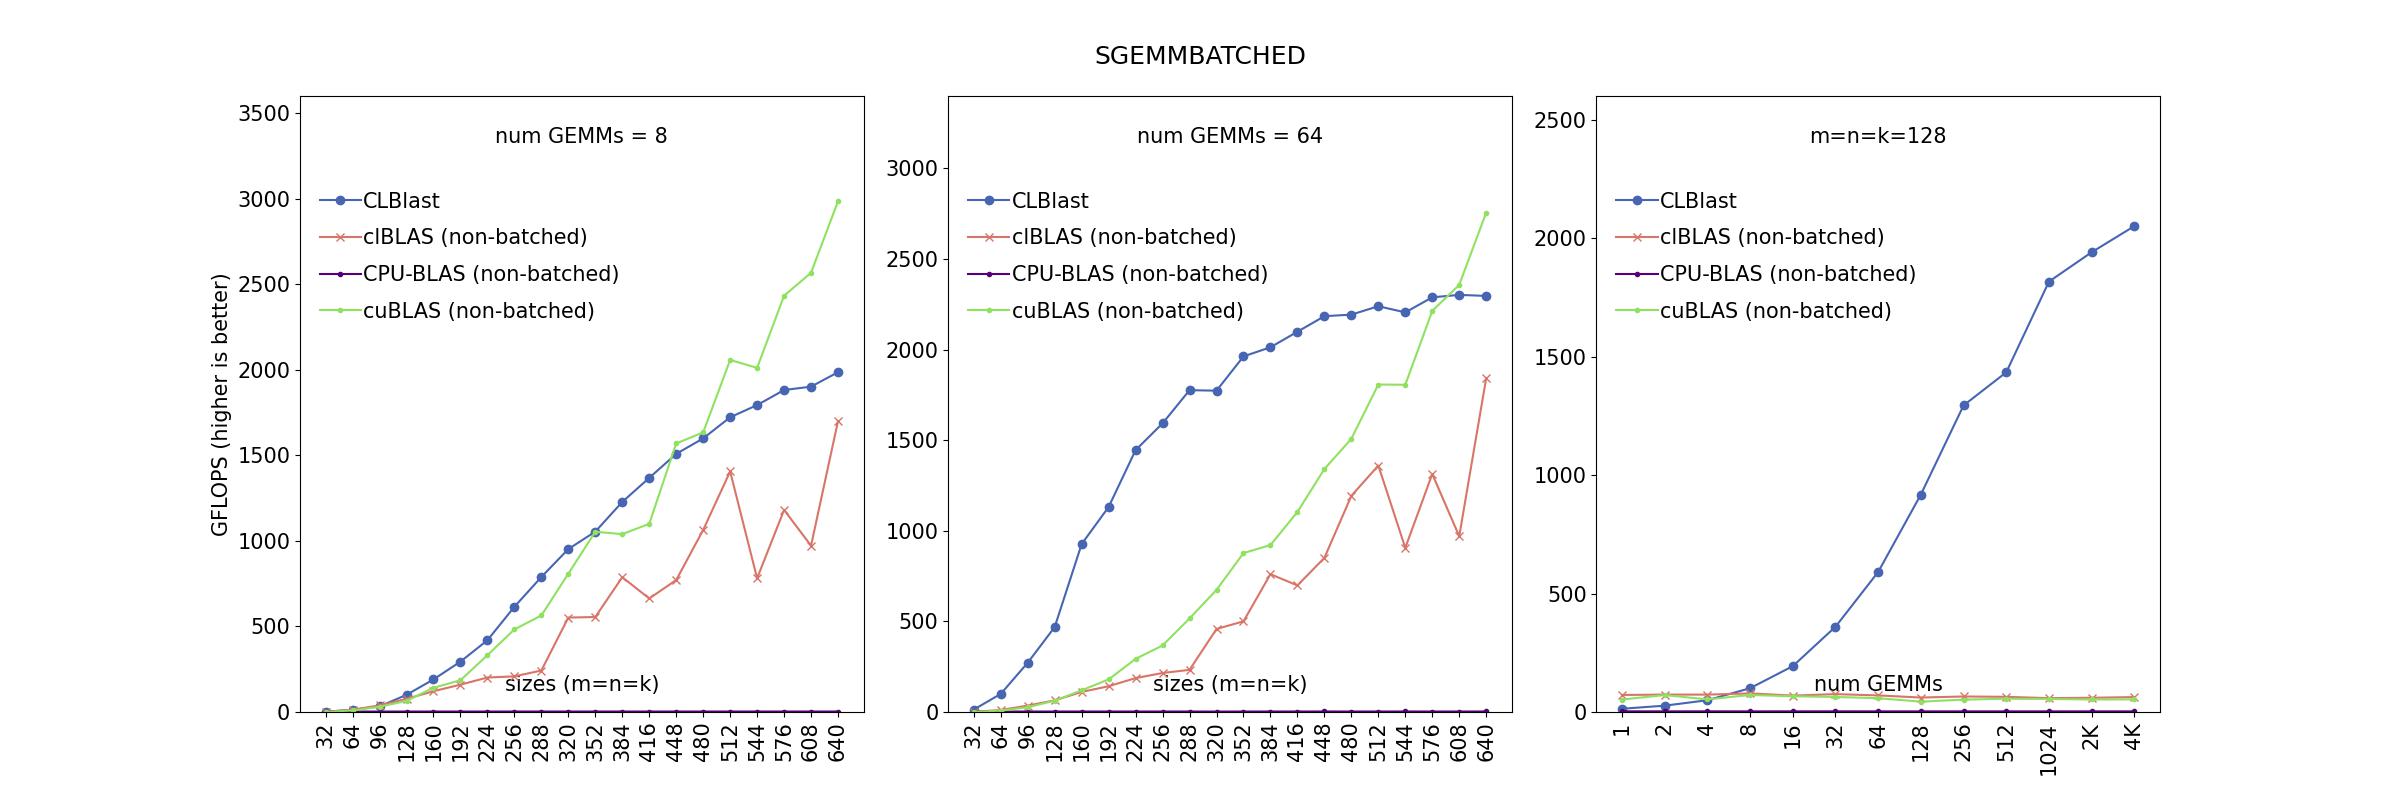 SGEMMBATCHED
GFLOPS (higher is better)
3500
3000
2500
2000
1500
1000
500
0
num GEMMs = 8
CLBlast
clBLAS (non-batched)
CPU-BLAS (non-batched)
cuBLAS (non-batched)
sizes (m=n=k)
32 64 96 128 160 192 224 256 288 320 352 384 416 448 480 512 544 576 608 640
3000
2500
2000
1500
1000
500
0
num GEMMs = 64
CLBlast
clBLAS (non-batched)
CPU-BLAS (non-batched)
cuBLAS (non-batched)
sizes (m=n=k)
32 64 96 128 160 192 224 256 288 320 352 384 416 448 480 512 544 576 608 640
2500
2000
1500
1000
500
0
m=n=k=128
CLBlast
clBLAS (non-batched)
CPU-BLAS (non-batched)
cuBLAS (non-batched)
num GEMMs
1 2 4 8 16 32 64 128 256 512 1024 2K 4K